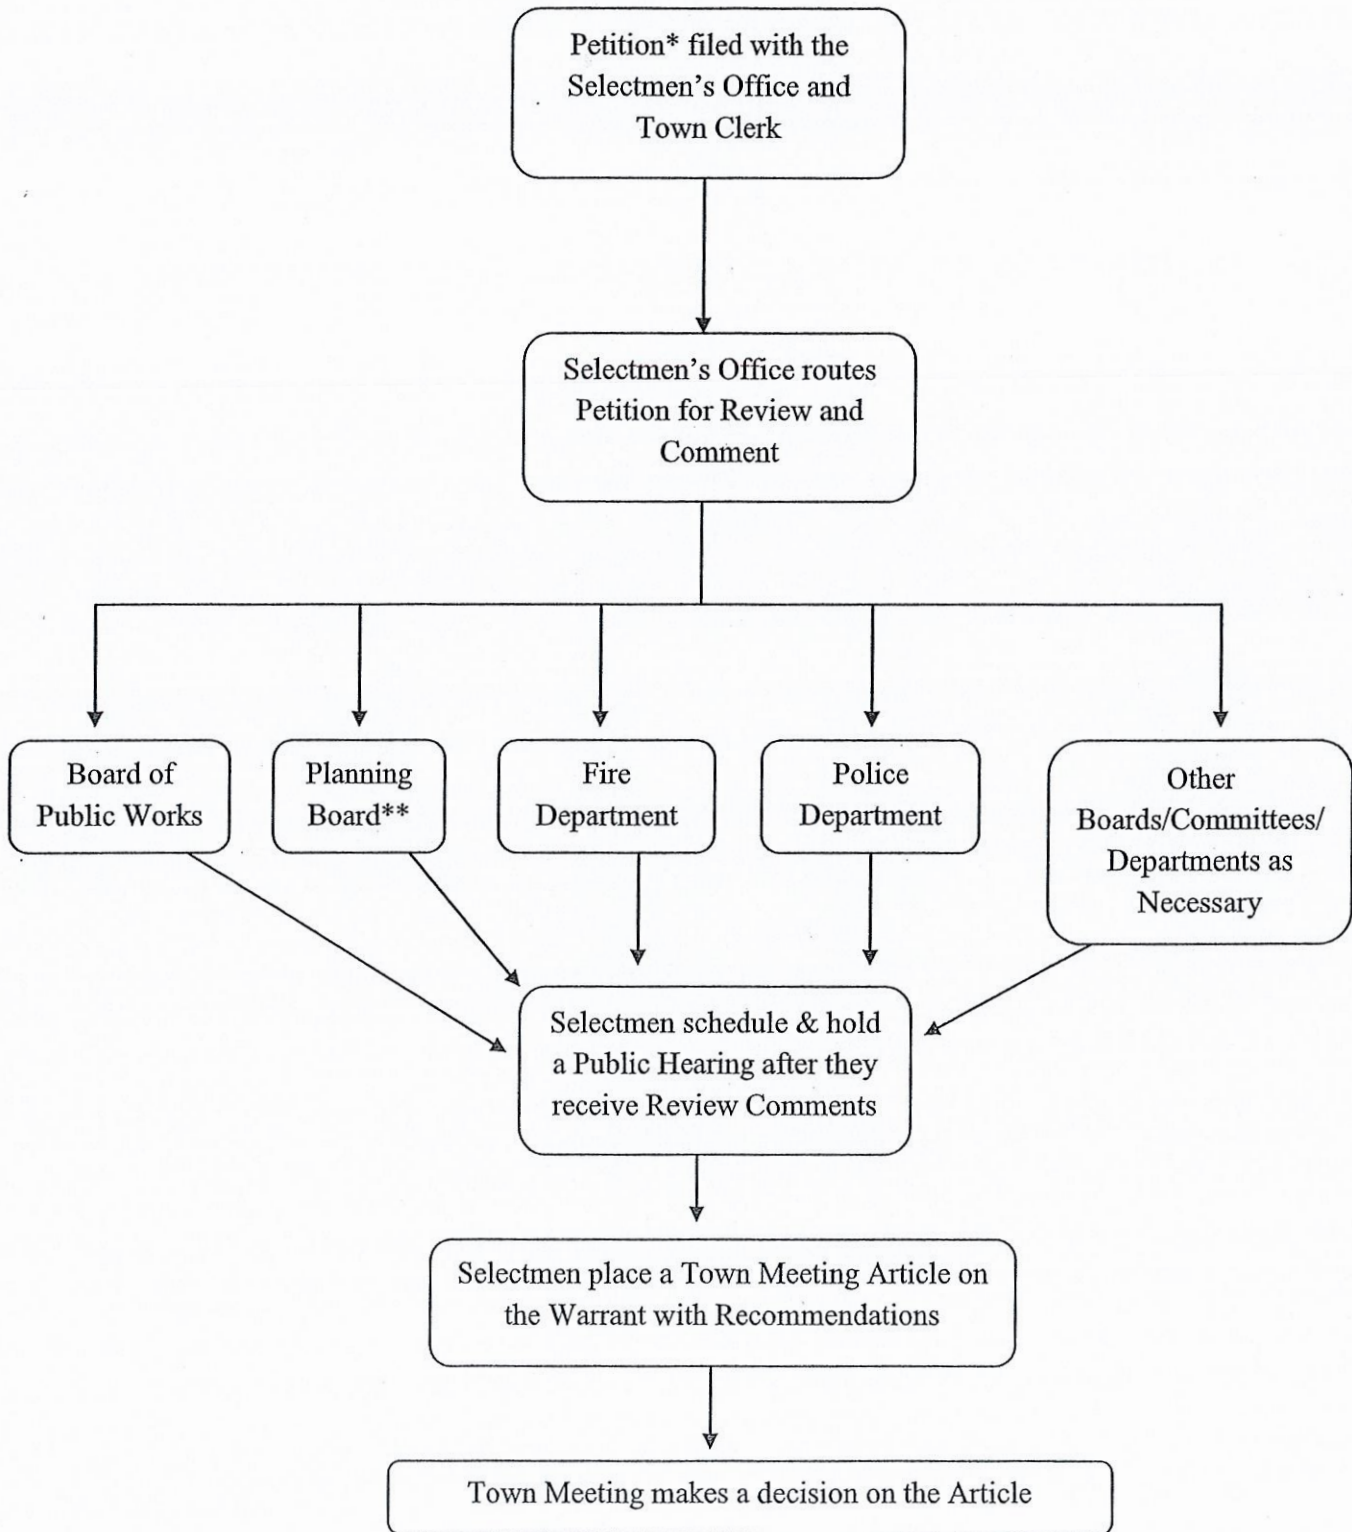 Petition* filed with the
Selectmen's Office and
Town Clerk
Selectmen's Office routes
Petition for Review and
Comment
Board of
Public Works
Planning
Board**
Fire
Department
Police
Department
Other
Boards/Committees/
Departments as
Necessary
Selectmen schedule & hold
a Public Hearing after they
receive Review Comments
Selectmen place a Town Meeting Article on
the Warrant with Recommendations
Town Meeting makes a decision on the Article